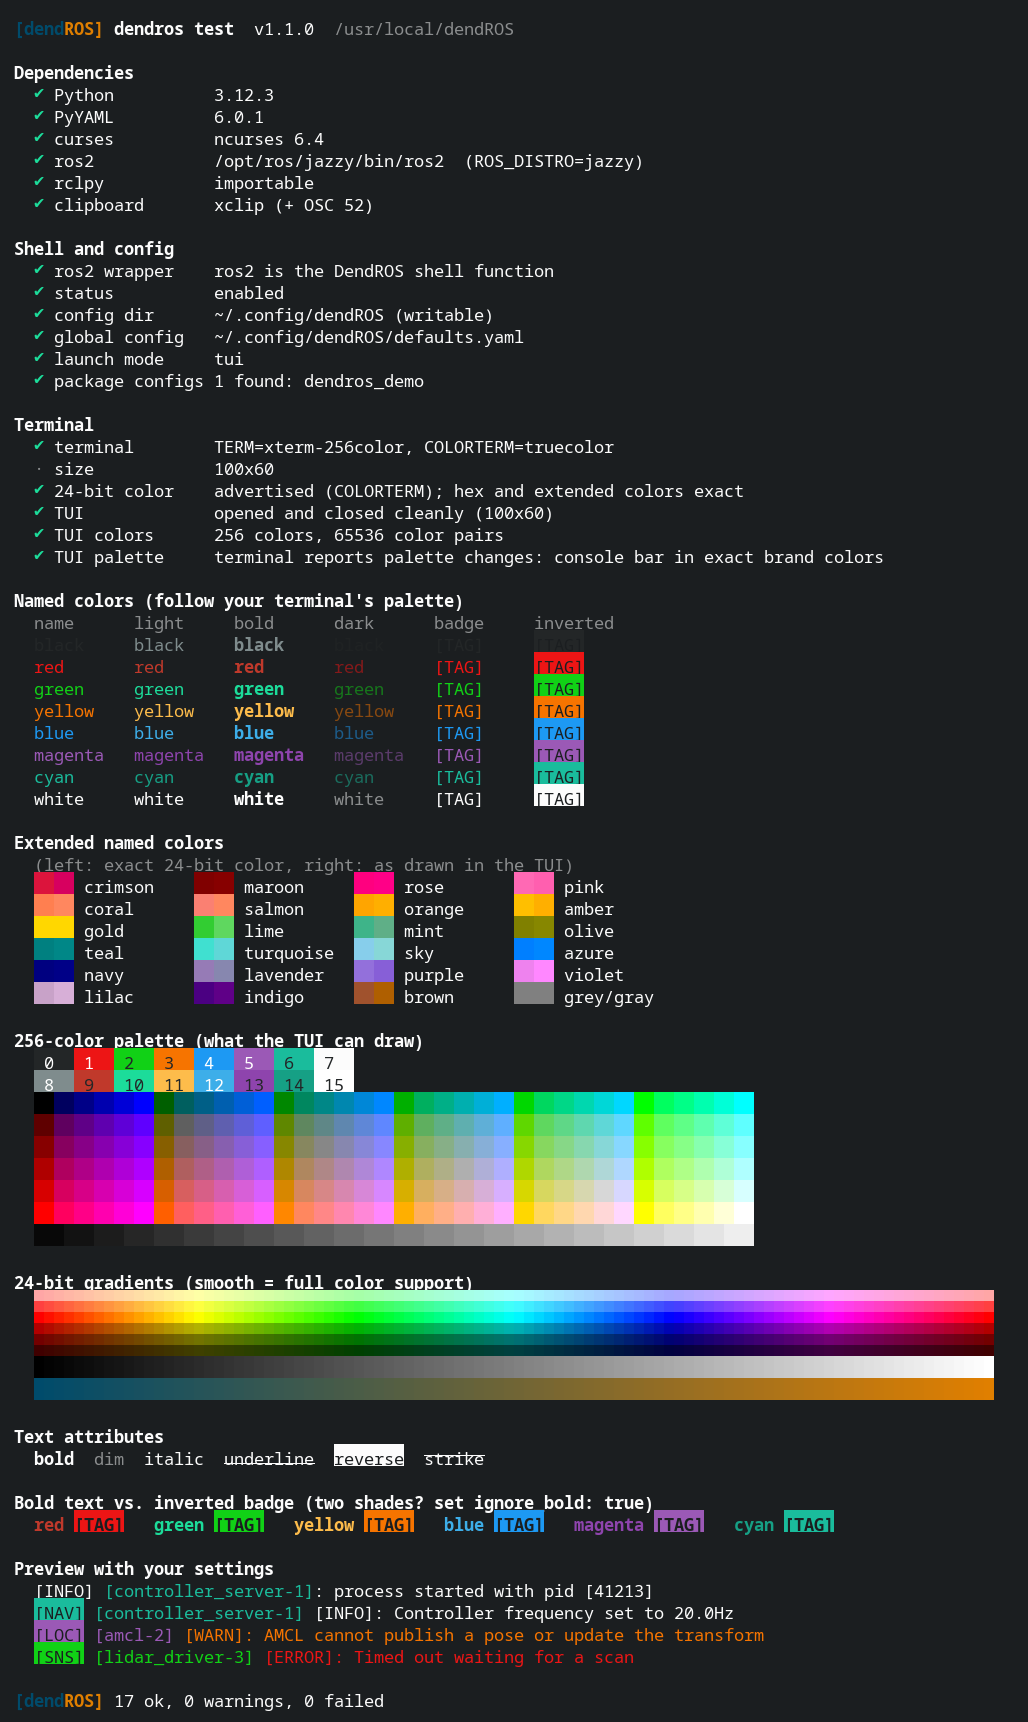 [dendROS] dendros test  v1.1.0  /usr/local/dendROS
Dependencies
✔ Python          3.12.3
✔ PyYAML          6.0.1
✔ curses          ncurses 6.4
✔ ros2            /opt/ros/jazzy/bin/ros2  (ROS_DISTRO=jazzy)
✔ rclpy           importable
✔ clipboard       xclip (+ OSC 52)
Shell and config
✔ ros2 wrapper    ros2 is the DendROS shell function
✔ status          enabled
✔ config dir      ~/.config/dendROS (writable)
✔ global config   ~/.config/dendROS/defaults.yaml
✔ launch mode     tui
✔ package configs 1 found: dendros_demo
Terminal
✔ terminal        TERM=xterm-256color, COLORTERM=truecolor
· size            100x60
✔ 24-bit color    advertised (COLORTERM); hex and extended colors exact
✔ TUI             opened and closed cleanly (100x60)
✔ TUI colors      256 colors, 65536 color pairs
✔ TUI palette     terminal reports palette changes: console bar in exact brand colors
Named colors (follow your terminal's palette)
name      light     bold      dark      badge     inverted
black     black     black     black     [TAG]     [TAG]
red       red       red       red       [TAG]     [TAG]
green     green     green     green     [TAG]     [TAG]
yellow    yellow    yellow    yellow    [TAG]     [TAG]
blue      blue      blue      blue      [TAG]     [TAG]
magenta   magenta   magenta   magenta   [TAG]     [TAG]
cyan      cyan      cyan      cyan      [TAG]     [TAG]
white     white     white     white     [TAG]     [TAG]
Extended named colors
(left: exact 24-bit color, right: as drawn in the TUI)
crimson   maroon   rose   pink
coral   salmon   orange   amber
gold   lime   mint   olive
teal   turquoise   sky   azure
navy   lavender   purple   violet
lilac   indigo   brown   grey/gray
256-color palette (what the TUI can draw)
0   1   2   3   4   5   6   7
8   9   10  11  12  13  14  15
24-bit gradients (smooth = full color support)
Text attributes
bold  dim  italic  underline  reverse  strike
Bold text vs. inverted badge (two shades? set ignore bold: true)
red [TAG]   green [TAG]   yellow [TAG]   blue [TAG]   magenta [TAG]   cyan [TAG]
Preview with your settings
[INFO] [controller_server-1]: process started with pid [41213]
[NAV] [controller_server-1] [INFO]: Controller frequency set to 20.0Hz
[LOC] [amcl-2] [WARN]: AMCL cannot publish a pose or update the transform
[SNS] [lidar_driver-3] [ERROR]: Timed out waiting for a scan
[dendROS] 17 ok, 0 warnings, 0 failed